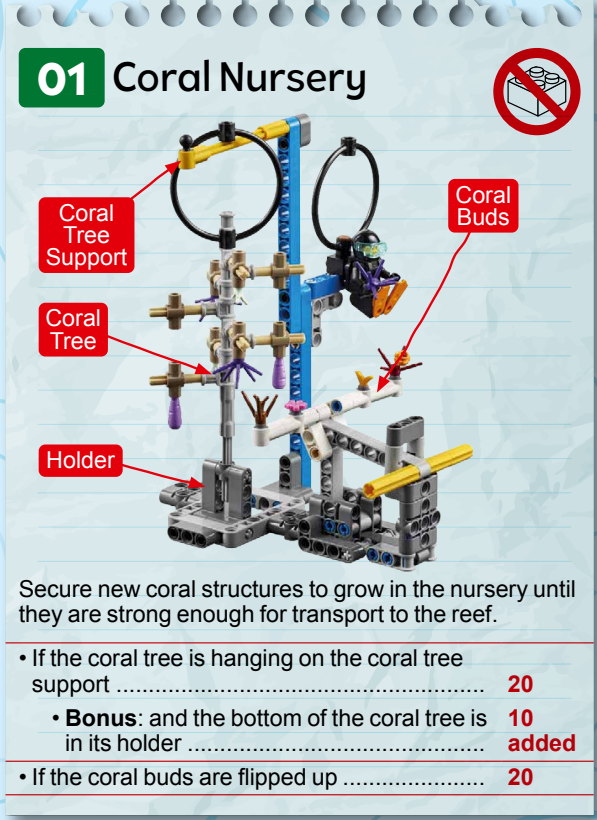 01 Coral Nursery
Coral
Tree
Support
Coral
Buds
Coral
Tree
Holder
Secure new coral structures to grow in the nursery until
they are strong enough for transport to the reef.
• If the coral tree is hanging on the coral tree
support .................................................. 20
• Bonus: and the bottom of the coral tree is 10
in its holder ........................................ added
• If the coral buds are flipped up ................... 20